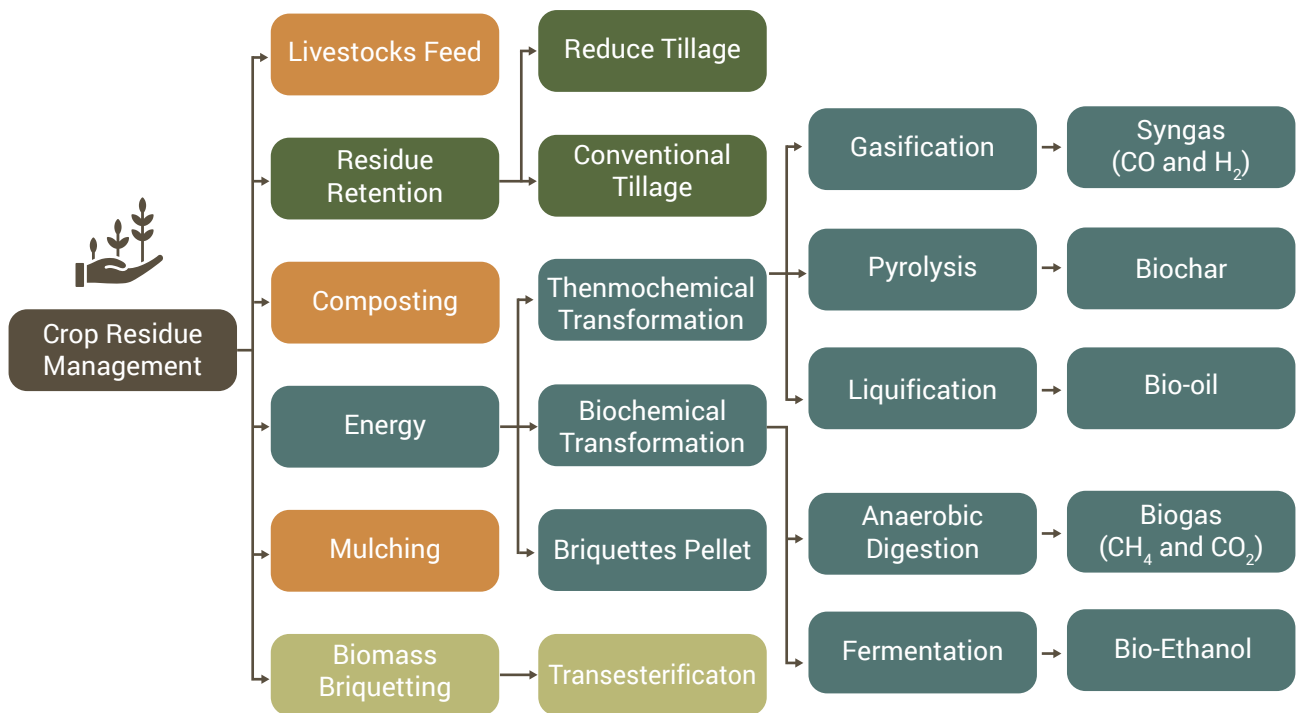 Crop Residue
Management
Livestocks Feed
Residue
Retention
Composting
Energy
Mulching
Biomass
Briquetting
Reduce Tillage
Conventional
Tillage
Thenmochemical
Transformation
Biochemical
Transformation
Briquettes Pellet
Transesterificaton
Gasification
Pyrolysis
Liquification
Anaerobic
Digestion
Fermentation
Syngas
(CO and H₂)
Biochar
Bio-oil
Biogas
(CH₄ and CO₂)
Bio-Ethanol